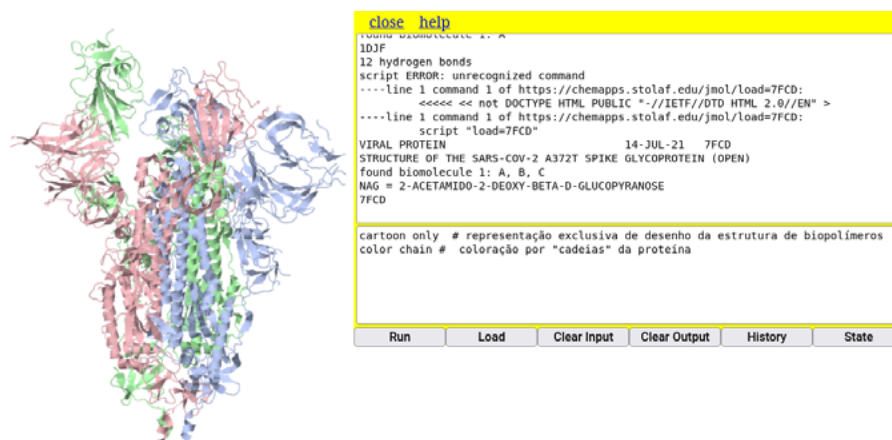 close help
found biomolecule 1: A
1DJF
12 hydrogen bonds
script ERROR: unrecognized command
----line 1 command 1 of https://chemapps.stolaf.edu/jmol/load=7FCD:
<<<<< << not DOCTYPE HTML PUBLIC "-//IETF//DTD HTML 2.0//EN" >
----line 1 command 1 of https://chemapps.stolaf.edu/jmol/load=7FCD:
script "load=7FCD"
VIRAL PROTEIN 14-JUL-21 7FCD
STRUCTURE OF THE SARS-COV-2 A372T SPIKE GLYCOPROTEIN (OPEN)
found biomolecule 1: A, B, C
NAG = 2-ACETAMIDO-2-DEOXY-BETA-D-GLUCOPYRANOSE
7FCD
cartoon only # representação exclusiva de desenho da estrutura de biopolímeros
color chain # coloração por "cadeias" da proteína
Run Load Clear Input Clear Output History State